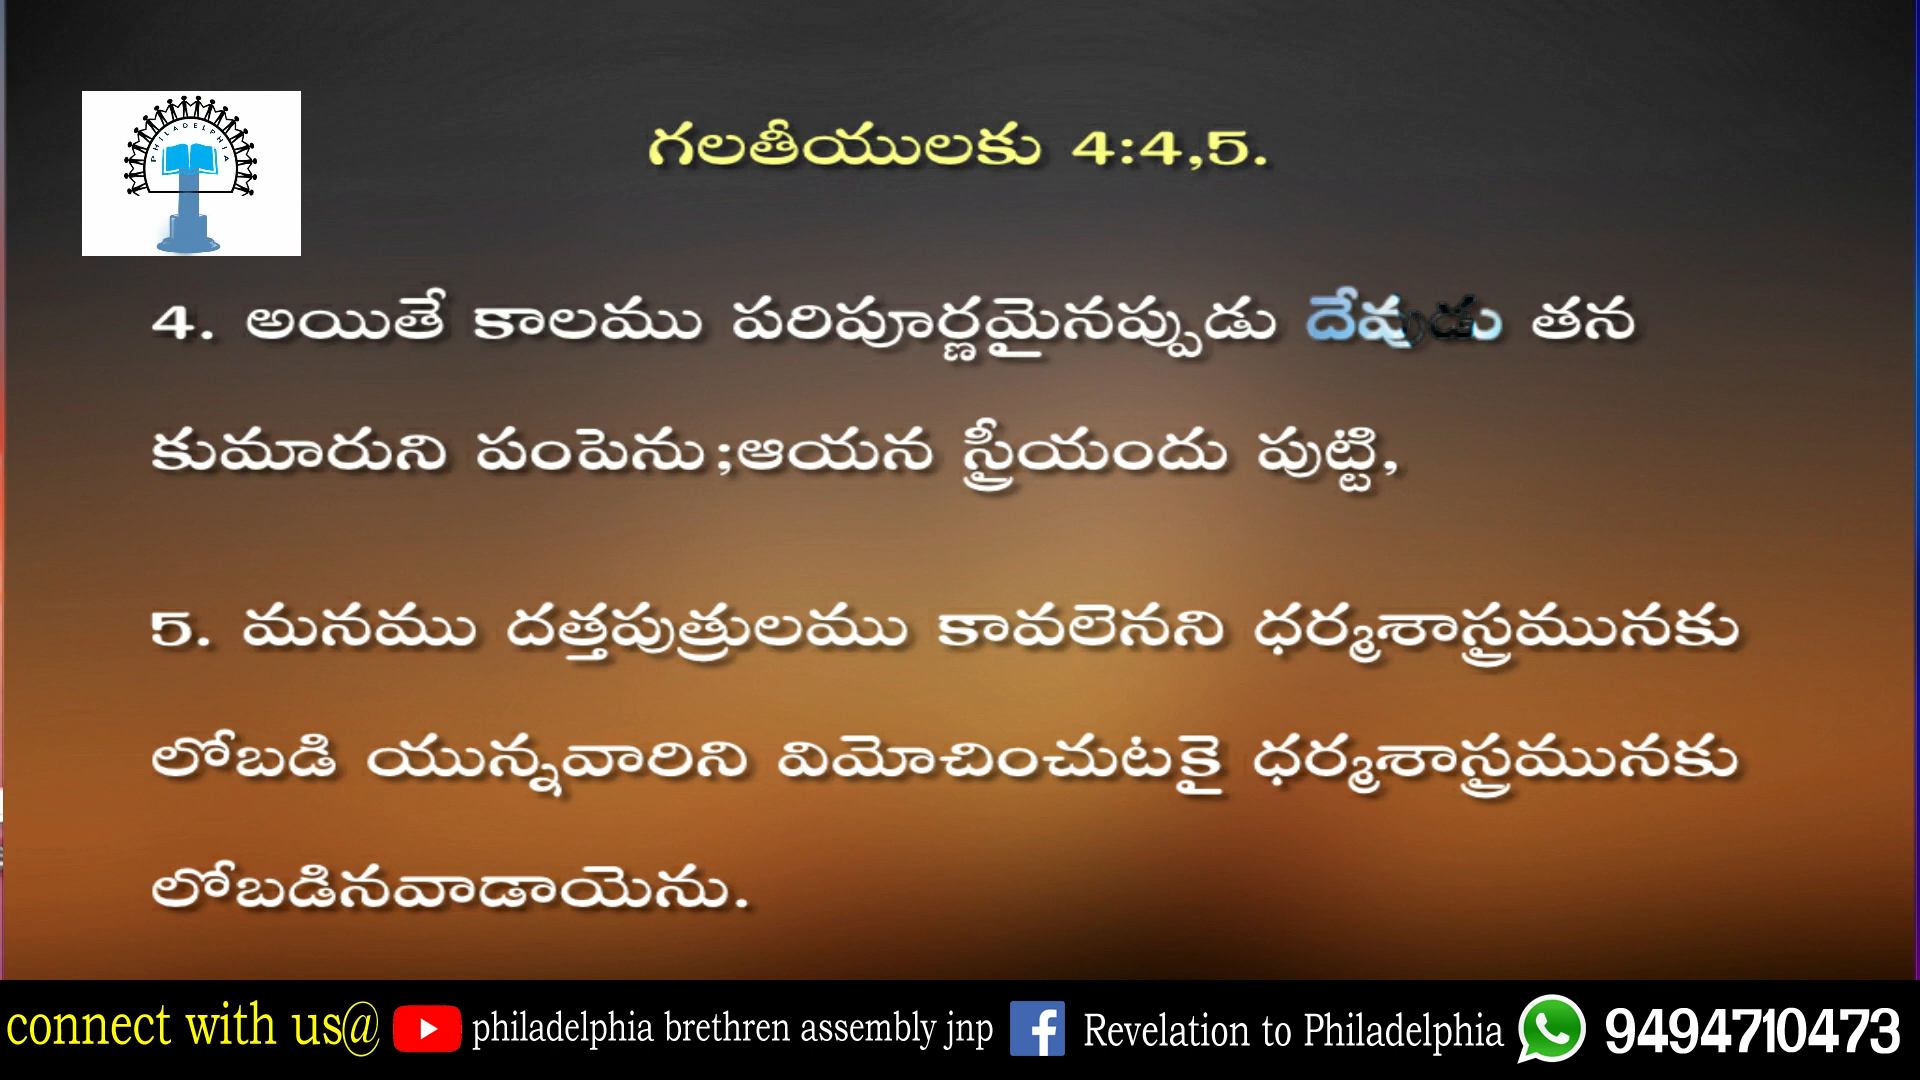 PHILADELPHIA
గలతీయులకు 4:4,5.
4. అయితే కాలము పరిపూర్ణమైనప్పుడు దేవుడు తన
కుమారుని పంపెను;ఆయన స్త్రీయందు పుట్టి,
5. మనము దత్తపుత్రులము కావలెనని ధర్మశాస్త్రమునకు
లోబడి యున్నవారిని విమోచించుటకై ధర్మశాస్త్రమునకు
లోబడినవాడాయెను.
connect with us@ philadelphia brethren assembly jnp Revelation to Philadelphia 9494710473